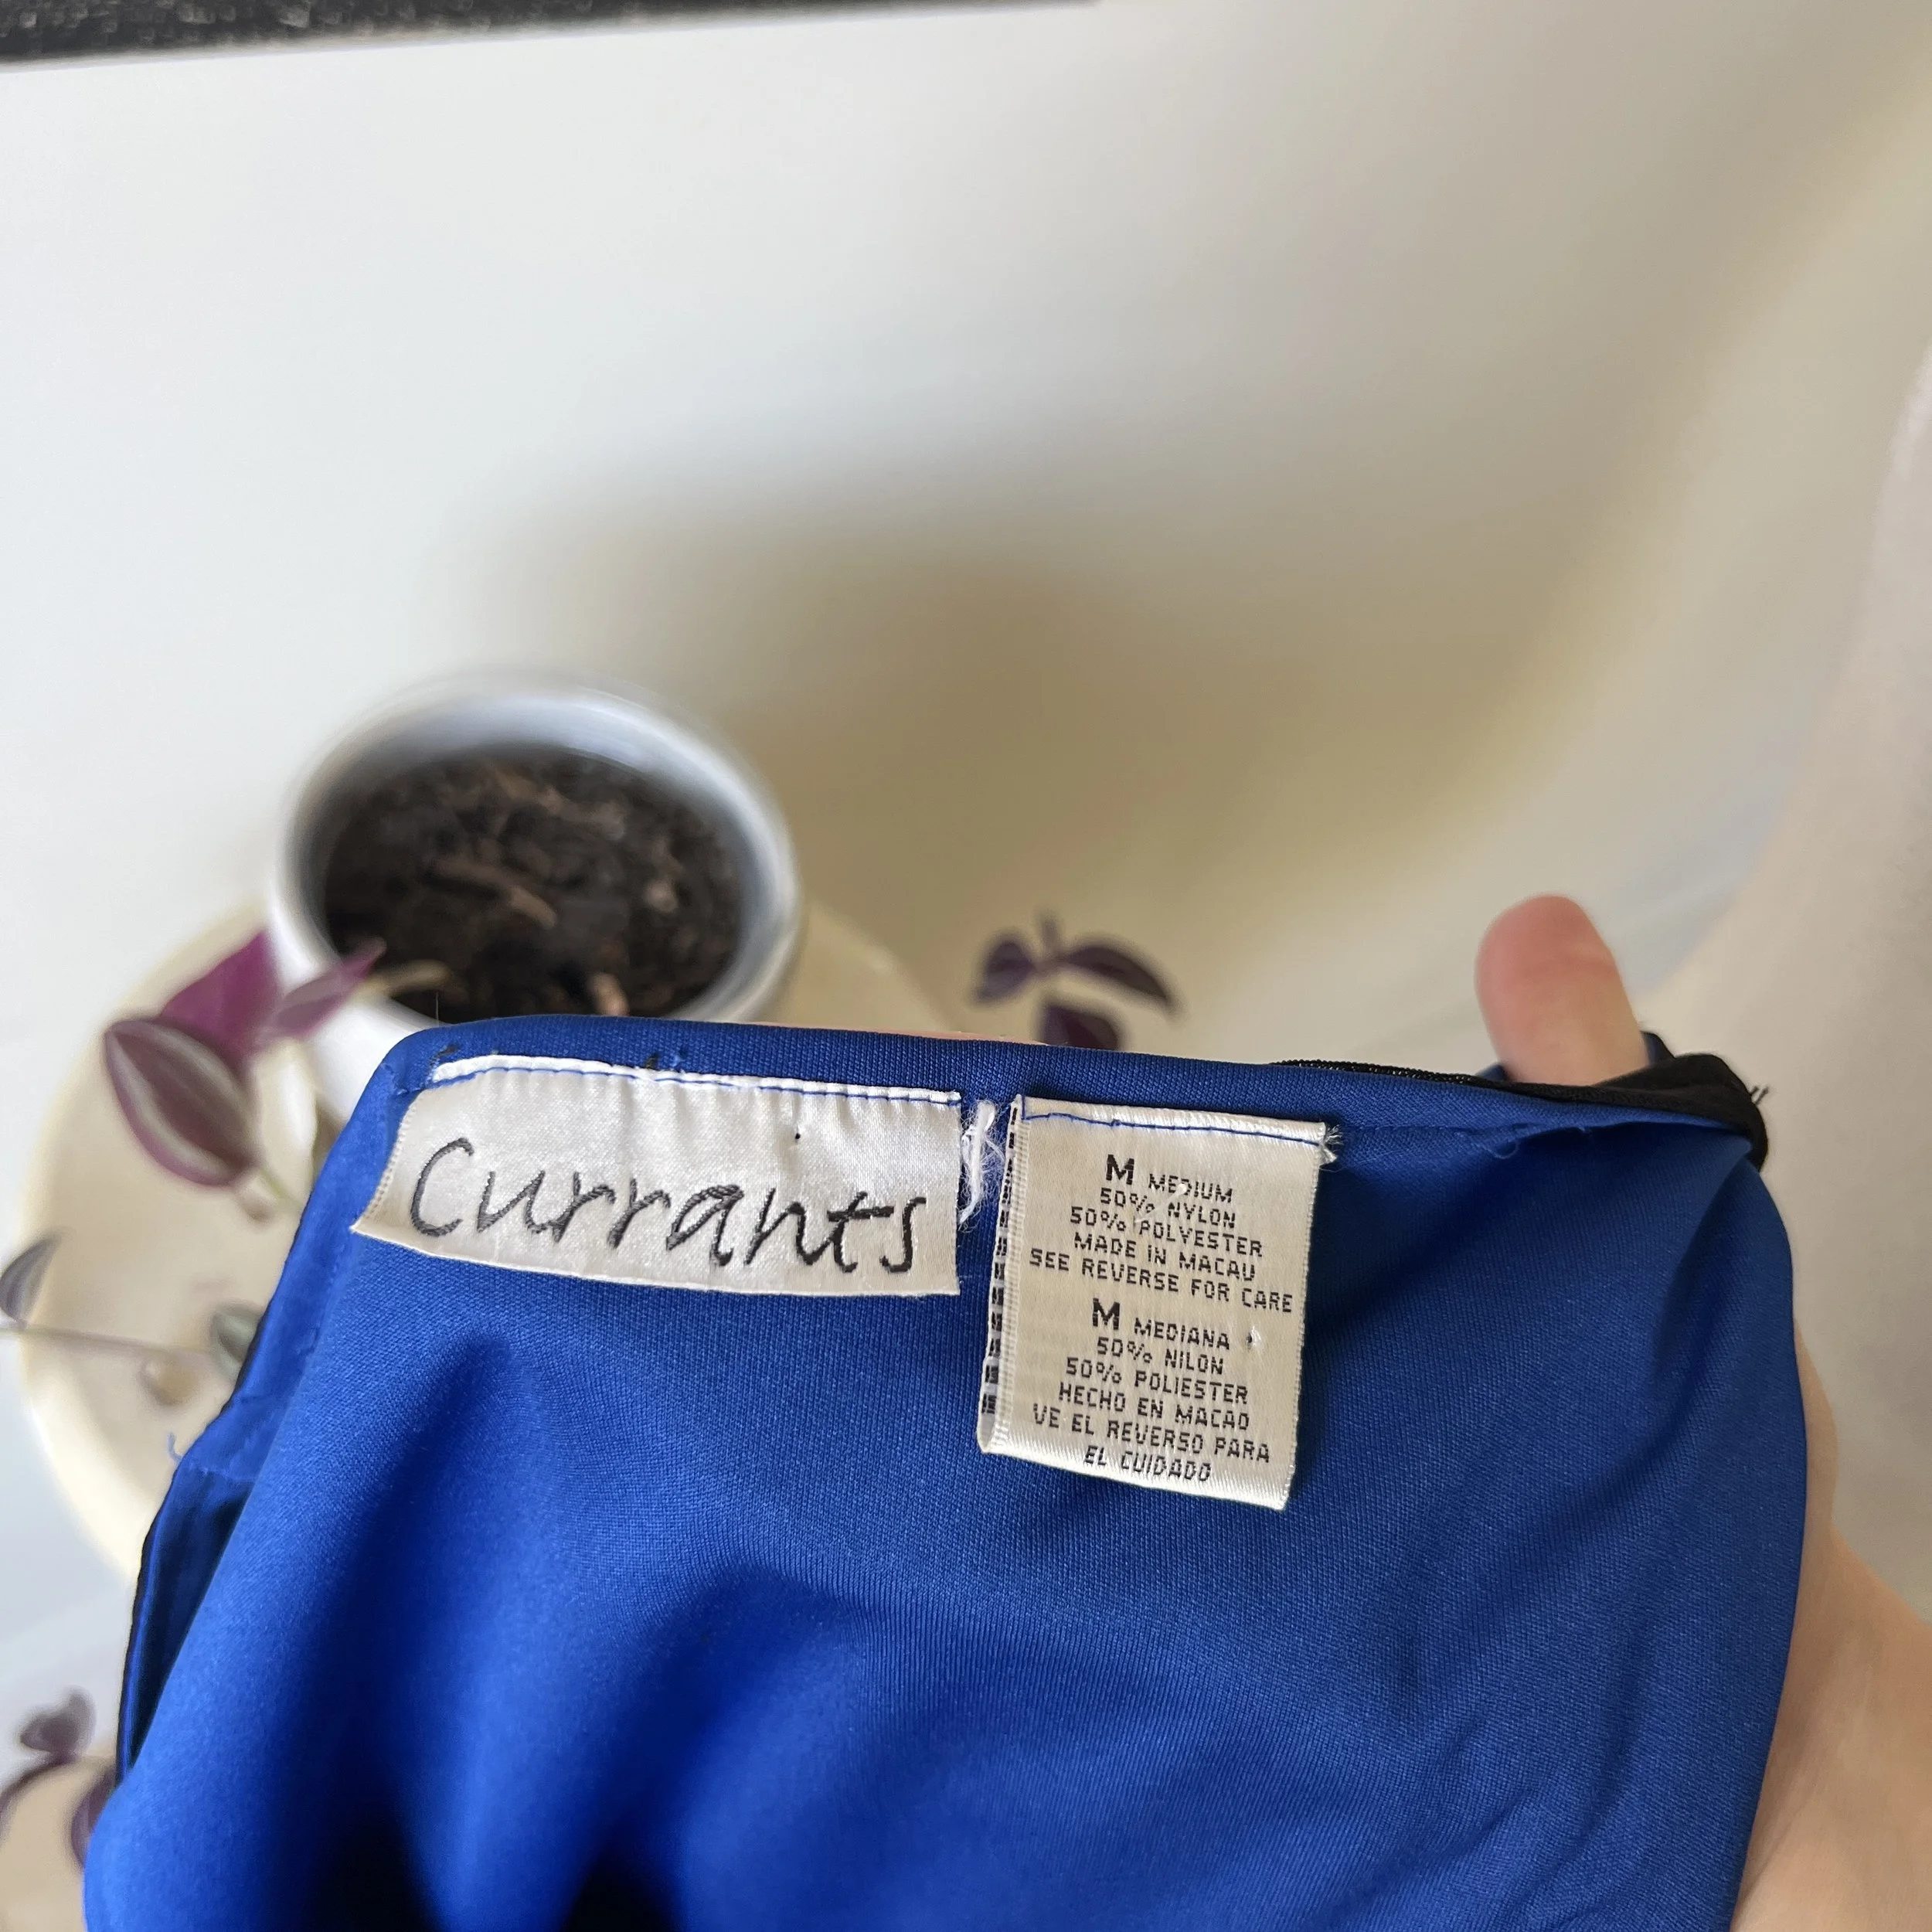 Currants
M MEDIUM
50% NYLON
50% POLYESTER
MADE IN MACAU
SEE REVERSE FOR CARE
M MEDIANA
50% NILON
50% POLIESTER
HECHO EN MACAO
VE EL REVERSO PARA
EL CUIDADO